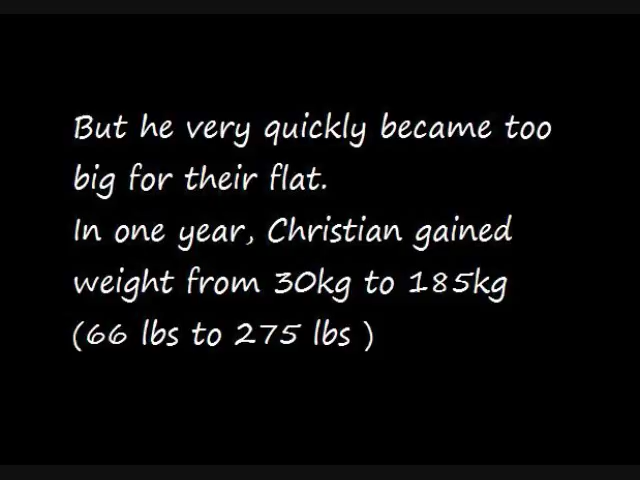 But he very quickly became too
big for their flat.
In one year, Christian gained
weight from 30kg to 185kg
(66 lbs to 275 lbs )